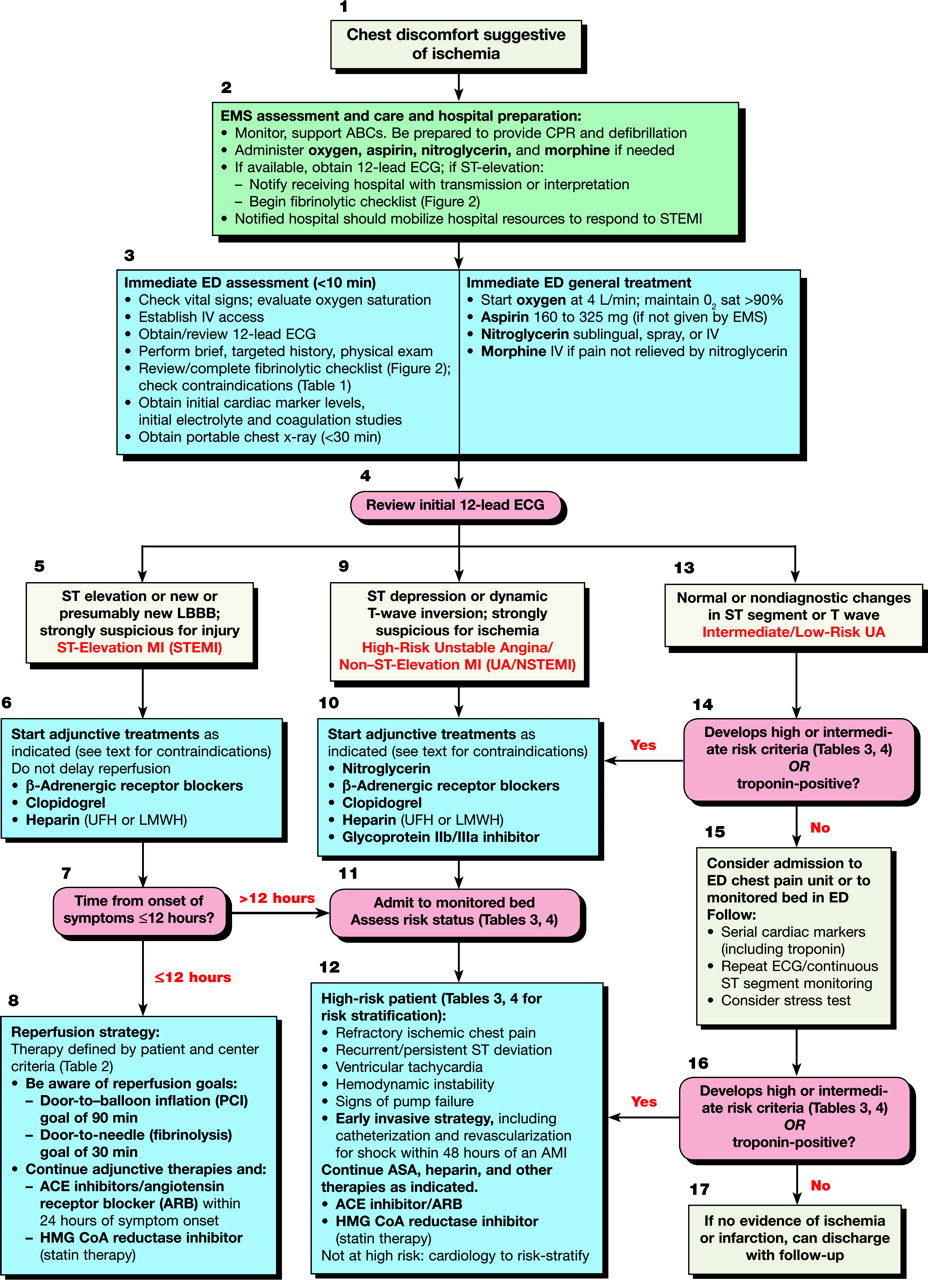 1
Chest discomfort suggestive
of ischemia
2
EMS assessment and care and hospital preparation:
• Monitor, support ABCs. Be prepared to provide CPR and defibrillation
• Administer oxygen, aspirin, nitroglycerin, and morphine if needed
• If available, obtain 12-lead ECG; if ST-elevation:
– Notify receiving hospital with transmission or interpretation
– Begin fibrinolytic checklist (Figure 2)
• Notified hospital should mobilize hospital resources to respond to STEMI
3
Immediate ED assessment (<10 min)
• Check vital signs; evaluate oxygen saturation
• Establish IV access
• Obtain/review 12-lead ECG
• Perform brief, targeted history, physical exam
• Review/complete fibrinolytic checklist (Figure 2);
check contraindications (Table 1)
• Obtain initial cardiac marker levels,
initial electrolyte and coagulation studies
• Obtain portable chest x-ray (<30 min)
Immediate ED general treatment
• Start oxygen at 4 L/min; maintain 0₂ sat >90%
• Aspirin 160 to 325 mg (if not given by EMS)
• Nitroglycerin sublingual, spray, or IV
• Morphine IV if pain not relieved by nitroglycerin
4
Review initial 12-lead ECG
5
ST elevation or new or
presumably new LBBB;
strongly suspicious for injury
ST-Elevation MI (STEMI)
6
Start adjunctive treatments as
indicated (see text for contraindications)
Do not delay reperfusion
• β-Adrenergic receptor blockers
• Clopidogrel
• Heparin (UFH or LMWH)
7
Time from onset of
symptoms ≤12 hours?
>12 hours
≤12 hours
8
Reperfusion strategy:
Therapy defined by patient and center
criteria (Table 2)
• Be aware of reperfusion goals:
– Door-to–balloon inflation (PCI)
goal of 90 min
– Door-to-needle (fibrinolysis)
goal of 30 min
• Continue adjunctive therapies and:
– ACE inhibitors/angiotensin
receptor blocker (ARB) within
24 hours of symptom onset
– HMG CoA reductase inhibitor
(statin therapy)
9
ST depression or dynamic
T-wave inversion; strongly
suspicious for ischemia
High-Risk Unstable Angina/
Non–ST-Elevation MI (UA/NSTEMI)
10
Start adjunctive treatments as
indicated (see text for contraindications)
• Nitroglycerin
• β-Adrenergic receptor blockers
• Clopidogrel
• Heparin (UFH or LMWH)
• Glycoprotein IIb/IIIa inhibitor
11
Admit to monitored bed
Assess risk status (Tables 3, 4)
12
High-risk patient (Tables 3, 4 for
risk stratification):
• Refractory ischemic chest pain
• Recurrent/persistent ST deviation
• Ventricular tachycardia
• Hemodynamic instability
• Signs of pump failure
• Early invasive strategy, including
catheterization and revascularization
for shock within 48 hours of an AMI
Continue ASA, heparin, and other
therapies as indicated.
• ACE inhibitor/ARB
• HMG CoA reductase inhibitor
(statin therapy)
Not at high risk: cardiology to risk-stratify
13
Normal or nondiagnostic changes
in ST segment or T wave
Intermediate/Low-Risk UA
14
Develops high or intermedi-
ate risk criteria (Tables 3, 4)
OR
troponin-positive?
Yes
No
15
Consider admission to
ED chest pain unit or to
monitored bed in ED
Follow:
• Serial cardiac markers
(including troponin)
• Repeat ECG/continuous
ST segment monitoring
• Consider stress test
16
Develops high or intermedi-
ate risk criteria (Tables 3, 4)
OR
troponin-positive?
Yes
No
17
If no evidence of ischemia
or infarction, can discharge
with follow-up